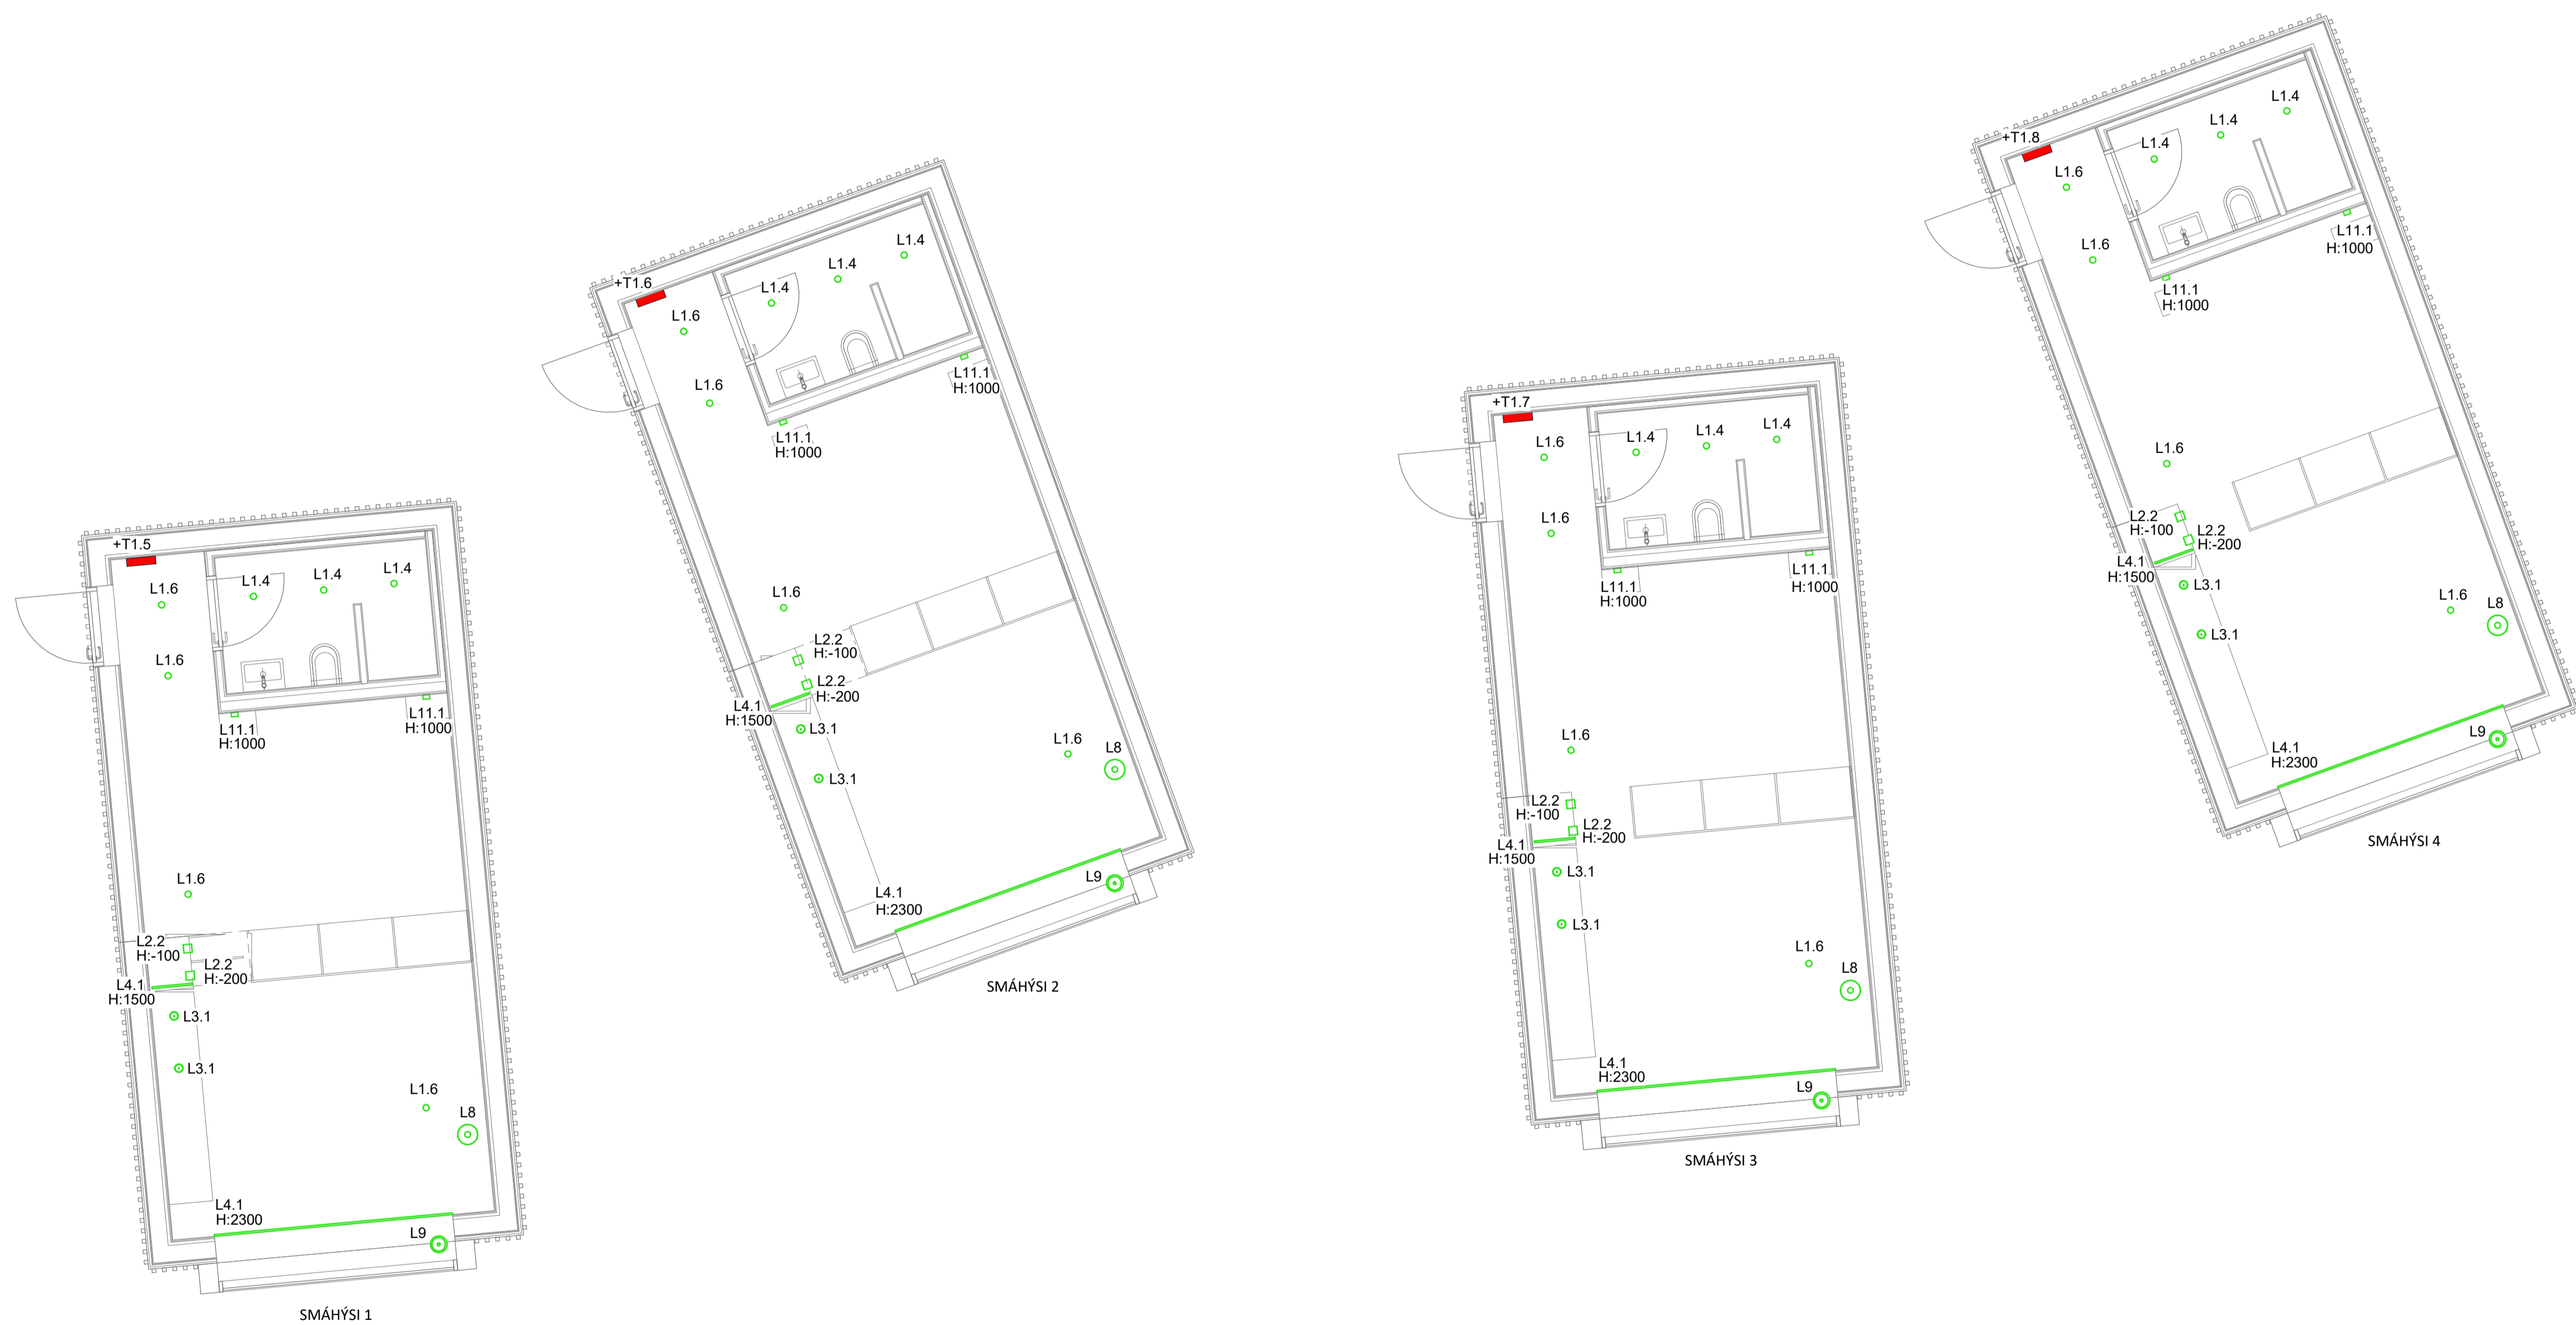 +T1.5
L1.6
L1.4
L1.4
L1.4
L1.6
L11.1
H:1000
L11.1
H:1000
L1.6
L2.2
H:-100
L2.2
H:-200
L4.1
H:1500
L3.1
L3.1
L1.6
L8
L4.1
H:2300
L9
SMÁHÝSI 1
+T1.6
L1.6
L1.4
L1.4
L1.4
L1.6
L11.1
H:1000
L11.1
H:1000
L1.6
L2.2
H:-100
L2.2
H:-200
L4.1
H:1500
L3.1
L3.1
L1.6
L8
L4.1
H:2300
L9
SMÁHÝSI 2
+T1.7
L1.6
L1.4
L1.4
L1.4
L1.6
L11.1
H:1000
L11.1
H:1000
L1.6
L2.2
H:-100
L2.2
H:-200
L4.1
H:1500
L3.1
L3.1
L1.6
L8
L4.1
H:2300
L9
SMÁHÝSI 3
+T1.8
L1.6
L1.4
L1.4
L1.4
L1.6
L11.1
H:1000
L11.1
H:1000
L1.6
L2.2
H:-100
L2.2
H:-200
L4.1
H:1500
L3.1
L3.1
L1.6
L8
L4.1
H:2300
L9
SMÁHÝSI 4